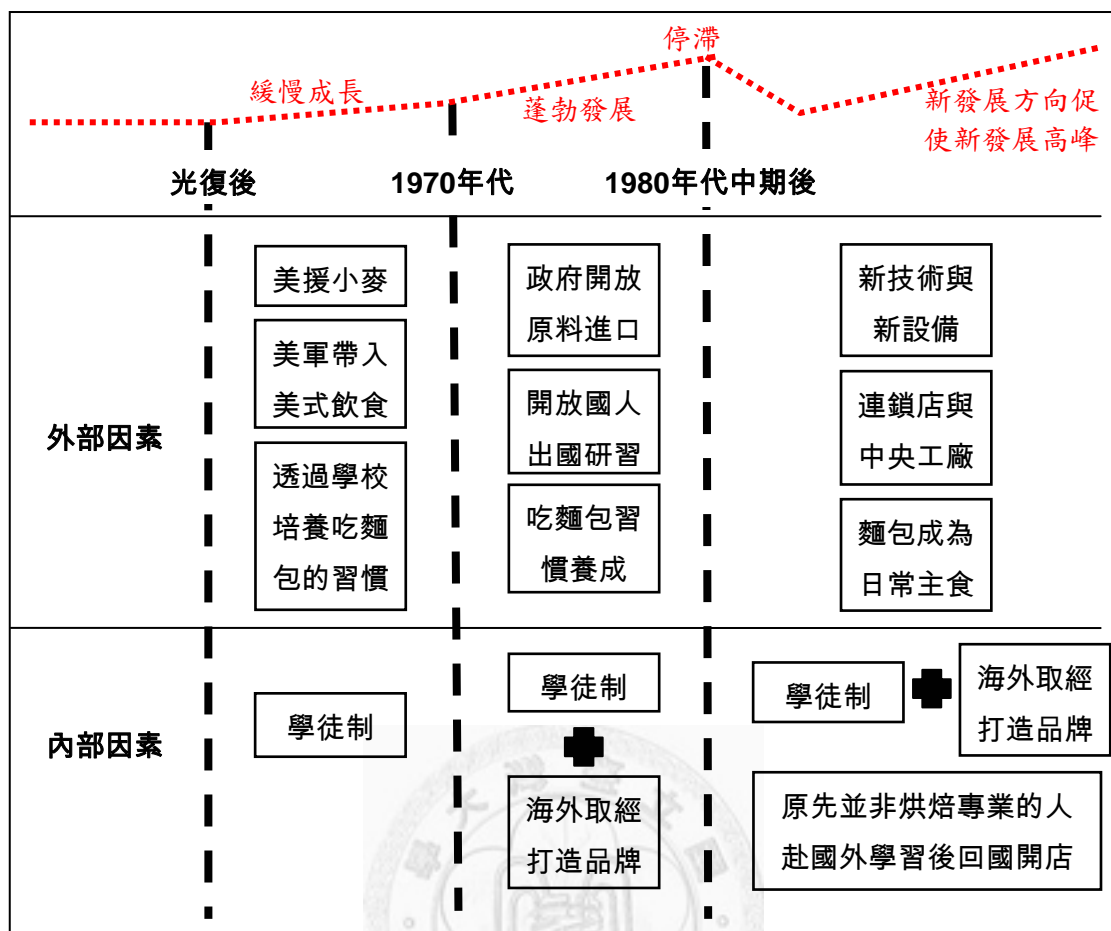 停滯
緩慢成長
蓬勃發展
新發展方向促
使新發展高峰
光復後
1970年代
1980年代中期後
外部因素
美援小麥
美軍帶入
美式飲食
透過學校
培養吃麵
包的習慣
政府開放
原料進口
開放國人
出國研習
吃麵包習
慣養成
新技術與
新設備
連鎖店與
中央工廠
麵包成為
日常主食
內部因素
學徒制
學徒制
海外取經
打造品牌
學徒制
海外取經
打造品牌
原先並非烘焙專業的人
赴國外學習後回國開店